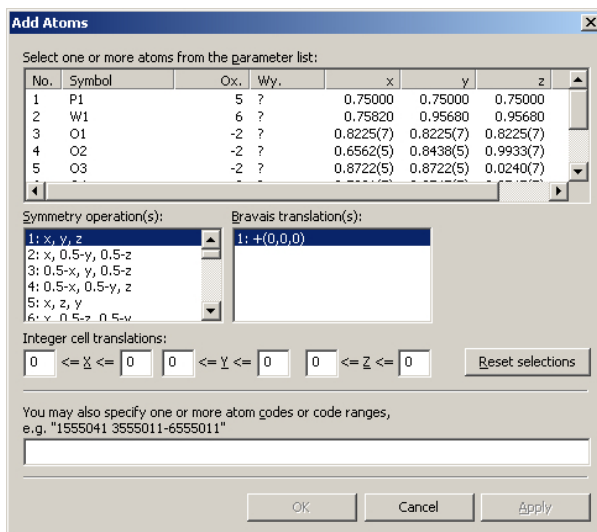 Add Atoms
Select one or more atoms from the parameter list:
No. Symbol Ox. Wy. x y z
1 P1 5 ? 0.75000 0.75000 0.75000
2 W1 6 ? 0.75820 0.95680 0.95680
3 O1 -2 ? 0.8225(7) 0.8225(7) 0.8225(7)
4 O2 -2 ? 0.6562(5) 0.8438(5) 0.9933(7)
5 O3 -2 ? 0.8722(5) 0.8722(5) 0.0240(7)
Symmetry operation(s): Bravais translation(s):
1: x, y, z 1: +(0,0,0)
2: x, 0.5-y, 0.5-z
3: 0.5-x, y, 0.5-z
4: 0.5-x, 0.5-y, z
5: x, z, y
6: x, 0.5-z, 0.5-y
Integer cell translations:
0 <= X <= 0 0 <= Y <= 0 0 <= Z <= 0 Reset selections
You may also specify one or more atom codes or code ranges,
e.g. "1555041 3555011-6555011"
OK Cancel Apply